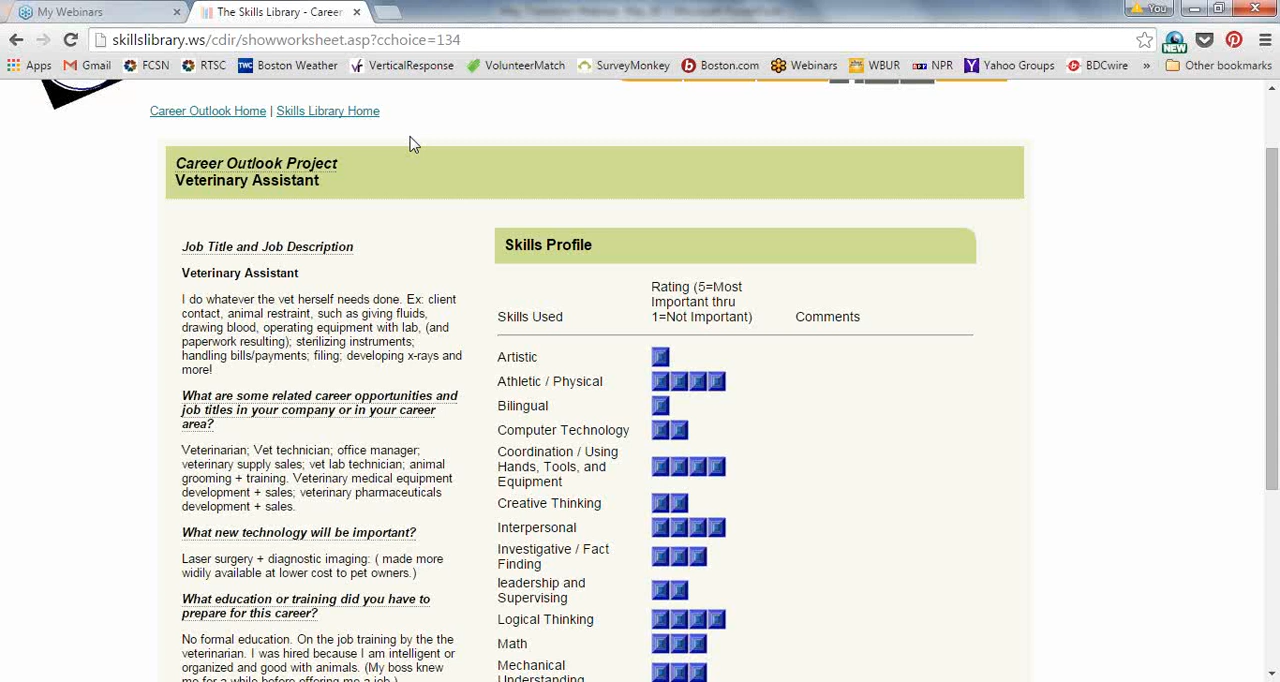 My Webinars
The Skills Library - Career
You
skillslibrary.ws/cdir/showworksheet.asp?cchoice=134
NEW
Apps
Gmail
FCSN
RTSC
TWC Boston Weather
VerticalResponse
VolunteerMatch
SurveyMonkey
Boston.com
Webinars
WBUR
npr NPR
Yahoo Groups
BDCwire
»
Other bookmarks
Career Outlook Home | Skills Library Home
Career Outlook Project
Veterinary Assistant
Job Title and Job Description
Veterinary Assistant
I do whatever the vet herself needs done. Ex: client
contact, animal restraint, such as giving fluids,
drawing blood, operating equipment with lab, (and
paperwork resulting); sterilizing instruments;
handling bills/payments; filing; developing x-rays and
more!
What are some related career opportunities and
job titles in your company or in your career
area?
Veterinarian; Vet technician; office manager;
veterinary supply sales; vet lab technician; animal
grooming + training. Veterinary medical equipment
development + sales; veterinary pharmaceuticals
development + sales.
What new technology will be important?
Laser surgery + diagnostic imaging: ( made more
widily available at lower cost to pet owners.)
What education or training did you have to
prepare for this career?
No formal education. On the job training by the the
veterinarian. I was hired because I am intelligent or
organized and good with animals. (My boss knew
me for a while before offering me a job.)
Skills Profile
Skills Used
Rating (5=Most
Important thru
1=Not Important)
Comments
Artistic
Athletic / Physical
Bilingual
Computer Technology
Coordination / Using
Hands, Tools, and
Equipment
Creative Thinking
Interpersonal
Investigative / Fact
Finding
leadership and
Supervising
Logical Thinking
Math
Mechanical
Understanding